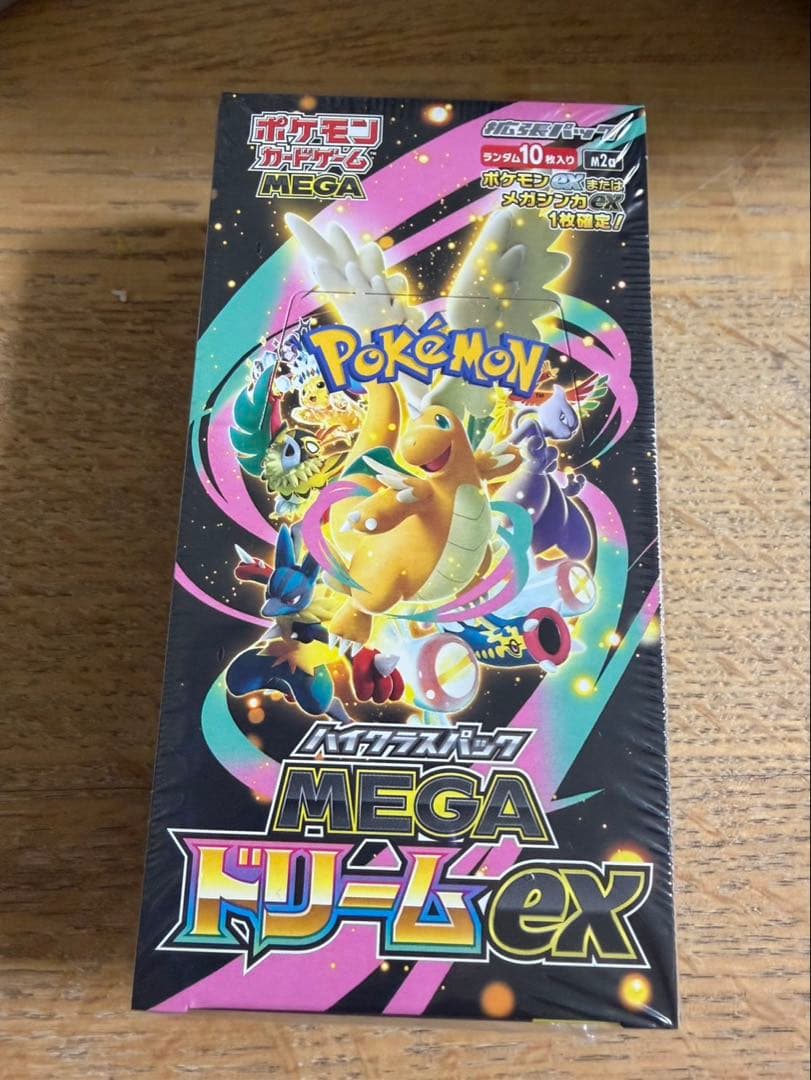 ポケモン
カードゲーム
MEGA
拡張パック
ランダム10枚入り
M2a
ポケモンexまたは
メガシンカex
1枚確定!
POKéMON
TM
ハイクラスパック
MEGA
ドリームex